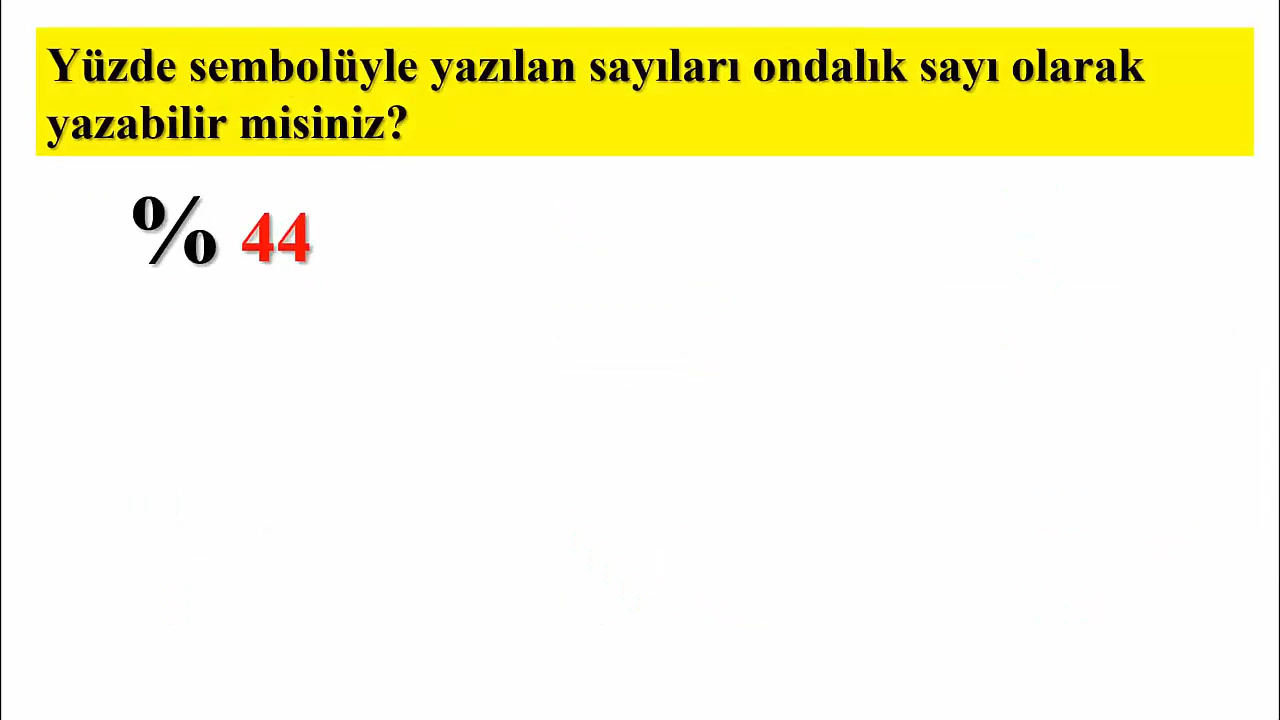 Yüzde sembolüyle yazılan sayıları ondalık sayı olarak
yazabilir misiniz?
% 44